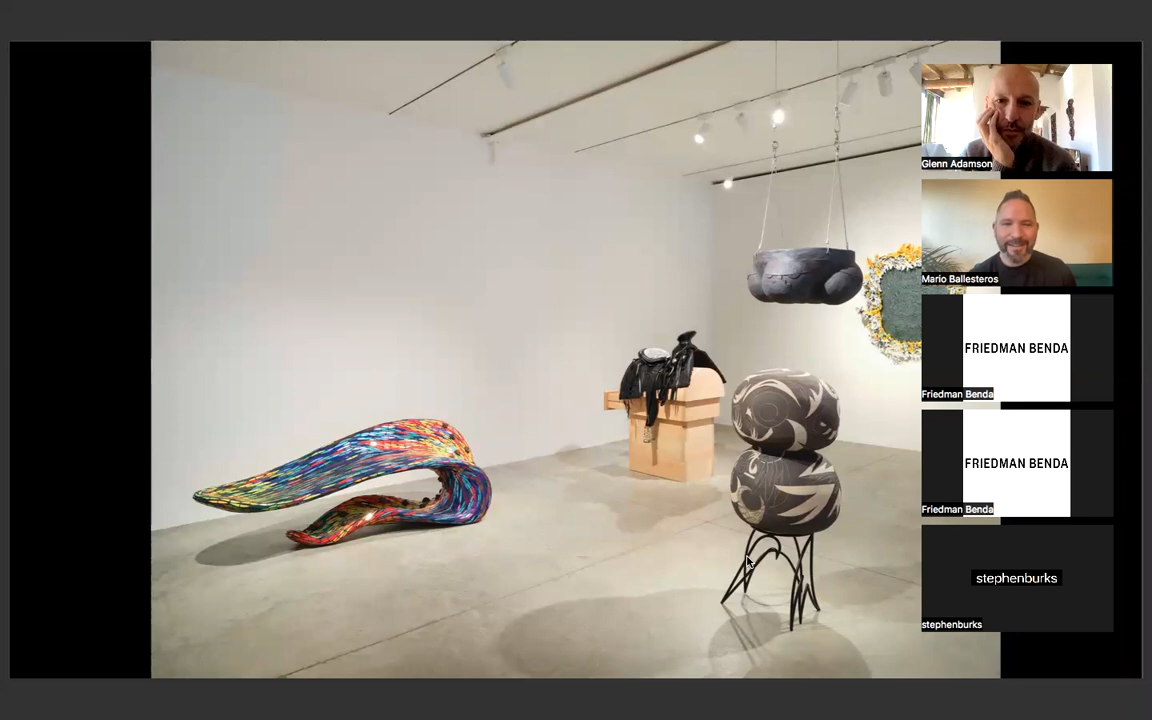 Glenn Adamson
Mario Ballesteros
FRIEDMAN BENDA
Friedman Benda
FRIEDMAN BENDA
Friedman Benda
stephenburks
stephenburks